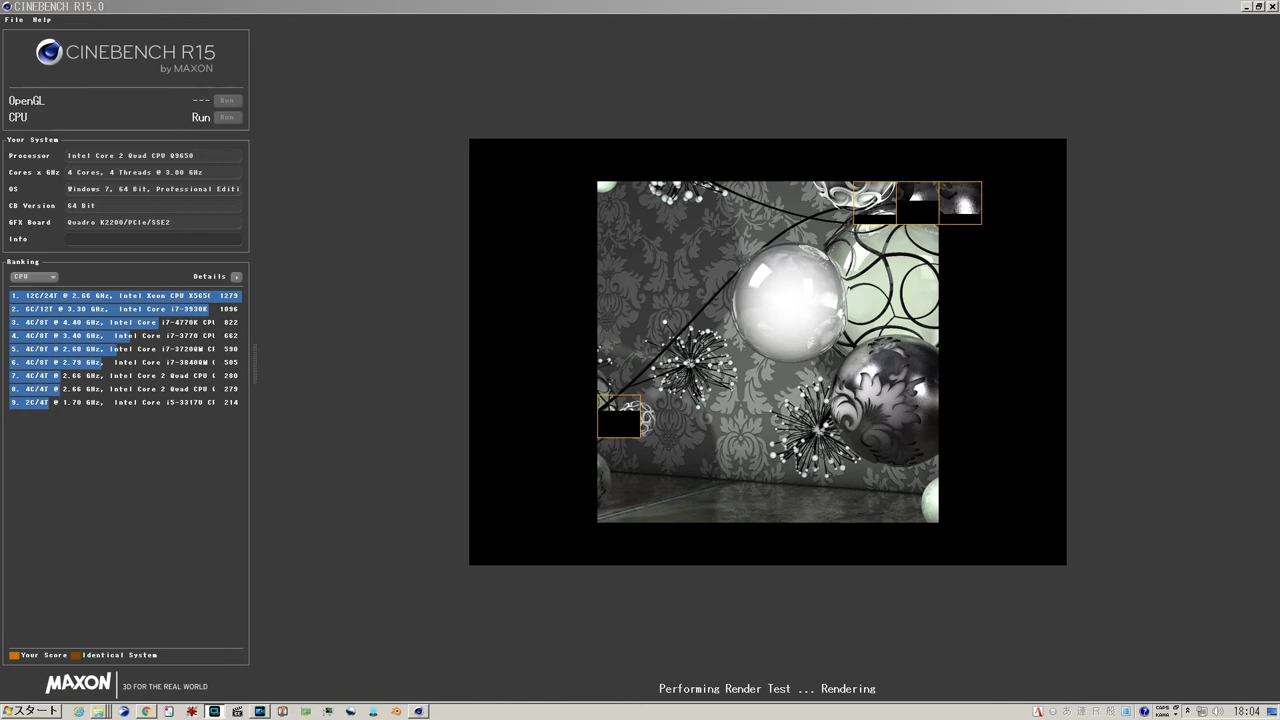 CINEBENCH R15.0
File Help
CINEBENCH R15
by MAXON
OpenGL --- Run
CPU Run Run
Your System
Processor Intel Core 2 Quad CPU Q9650
Cores x GHz 4 Cores, 4 Threads @ 3.00 GHz
OS Windows 7, 64 Bit, Professional Editi
CB Version 64 Bit
GFX Board Quadro K2200/PCIe/SSE2
Info
Ranking
CPU Details
1. 12C/24T @ 2.66 GHz, Intel Xeon CPU X565( 1279
2. 6C/12T @ 3.30 GHz, Intel Core i7-3930K 1096
3. 4C/8T @ 4.40 GHz, Intel Core i7-4770K CPU 822
4. 4C/8T @ 3.40 GHz, Intel Core i7-3770 CPU 662
5. 4C/8T @ 2.60 GHz, Intel Core i7-3720QM CP 590
6. 4C/8T @ 2.79 GHz, Intel Core i7-3840QM 505
7. 4C/4T @ 2.66 GHz, Intel Core 2 Quad CPU ( 280
8. 4C/4T @ 2.66 GHz, Intel Core 2 Quad CPU ( 279
9. 2C/4T @ 1.70 GHz, Intel Core i5-3317U CP 214
Your Score Identical System
MAXON 3D FOR THE REAL WORLD
Performing Render Test ... Rendering
スタート
CAPS
KANA
18:04